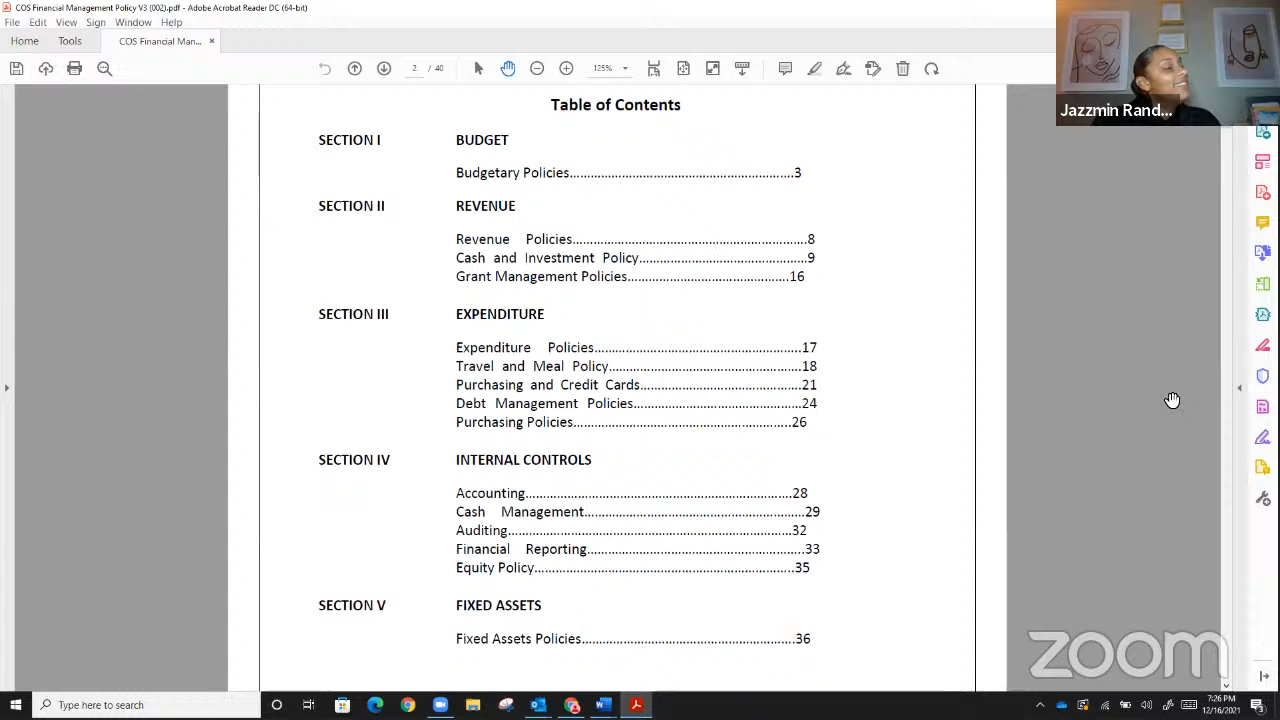 COS Financial Management Policy V3 (002).pdf - Adobe Acrobat Reader DC (64-bit)
File Edit View Sign Window Help
Home Tools COS Financial Man... ×
2 / 40 125%
Jazzmin Rand...
Table of Contents
SECTION I BUDGET
Budgetary Policies...............................................................3
SECTION II REVENUE
Revenue Policies..................................................................8
Cash and Investment Policy...............................................9
Grant Management Policies.............................................16
SECTION III EXPENDITURE
Expenditure Policies..........................................................17
Travel and Meal Policy......................................................18
Purchasing and Credit Cards.............................................21
Debt Management Policies...............................................24
Purchasing Policies.............................................................26
SECTION IV INTERNAL CONTROLS
Accounting...........................................................................28
Cash Management.............................................................29
Auditing................................................................................32
Financial Reporting.............................................................33
Equity Policy.........................................................................35
SECTION V FIXED ASSETS
Fixed Assets Policies............................................................36
zoom
Type here to search
7:26 PM
12/16/2021